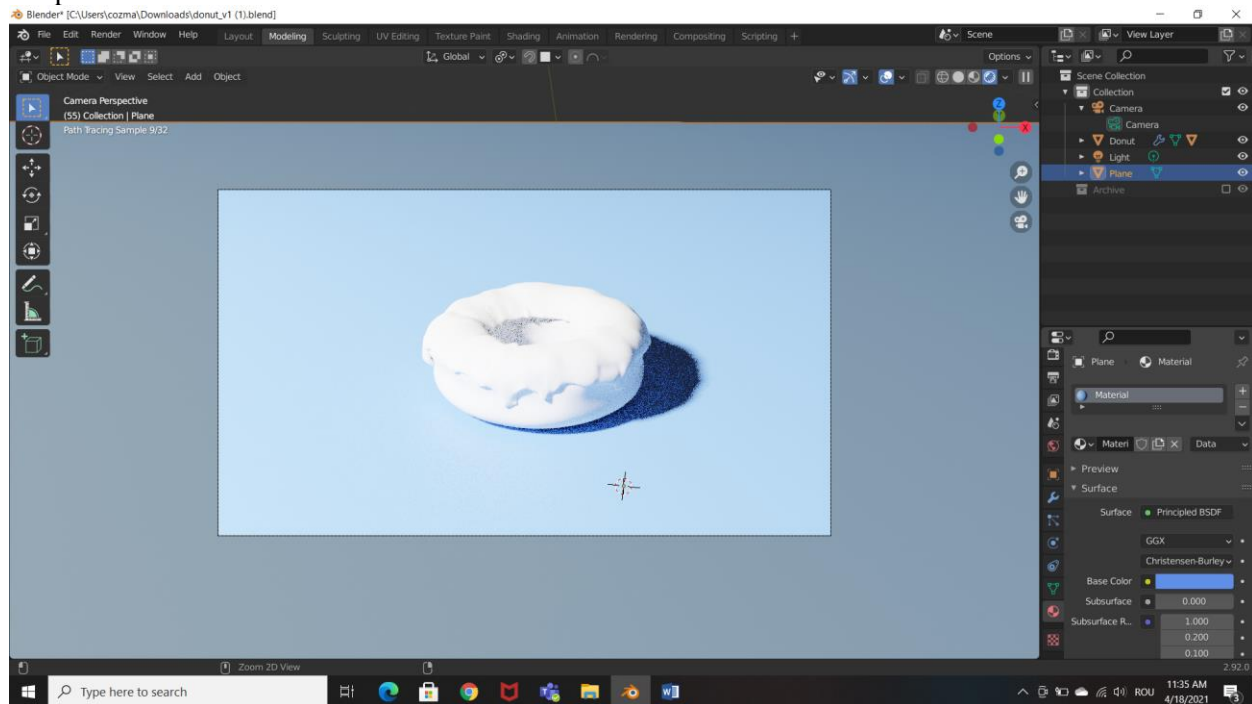 Blender* [C:\Users\cozma\Downloads\donut_v1 (1).blend]
File Edit Render Window Help Layout Modeling Sculpting UV Editing Texture Paint Shading Animation Rendering Compositing Scripting + Scene View Layer
Global Options
Object Mode View Select Add Object
Camera Perspective
(55) Collection | Plane
Path Tracing Sample 9/32
Z
Y
X
Scene Collection
Collection
Camera
Camera
Donut
Light
Plane
Archive
Plane Material
Material
Materi Data
Preview
Surface
Surface Principled BSDF
GGX
Christensen-Burley
Base Color
Subsurface 0.000
Subsurface R... 1.000
0.200
0.100
Zoom 2D View 2.92.0
Type here to search ROU 11:35 AM
4/18/2021
3